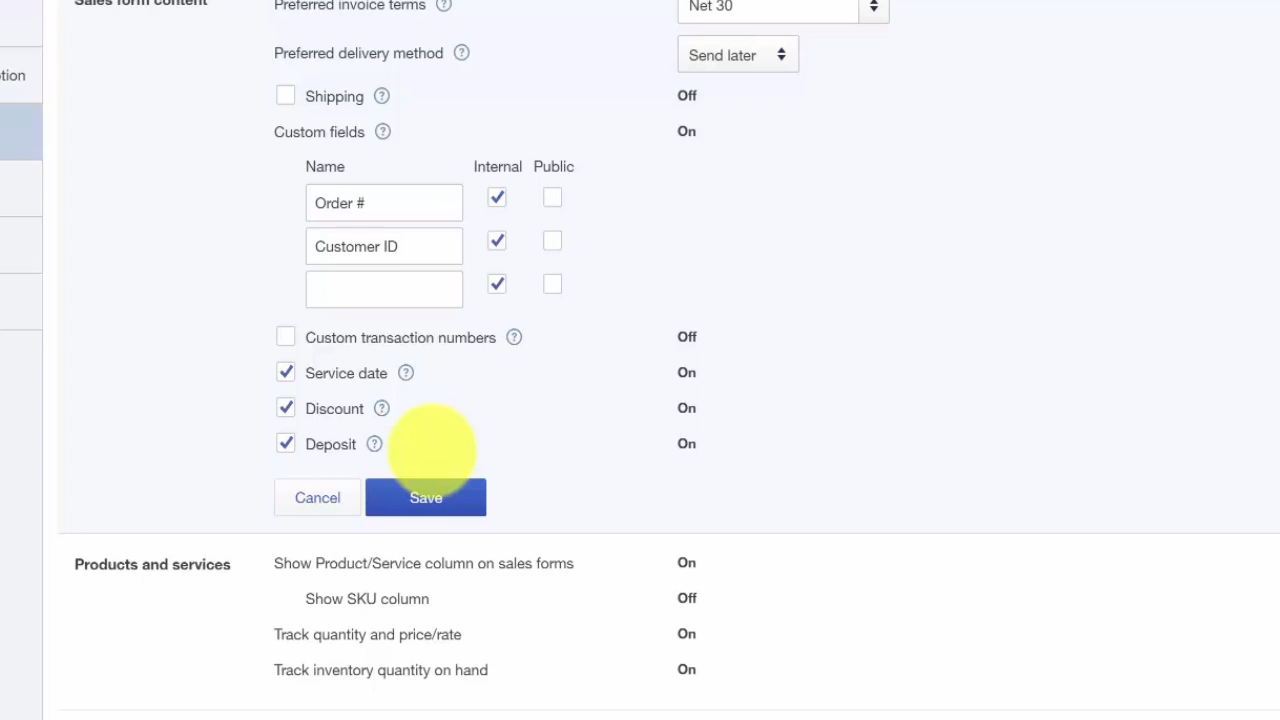 Sales form content
Preferred invoice terms ? Net 30
tion
Preferred delivery method ? Send later
Shipping ? Off
Custom fields ? On
Name Internal Public
Order #
Customer ID
Custom transaction numbers ? Off
Service date ? On
Discount ? On
Deposit ? On
Cancel Save
Products and services Show Product/Service column on sales forms On
Show SKU column Off
Track quantity and price/rate On
Track inventory quantity on hand On